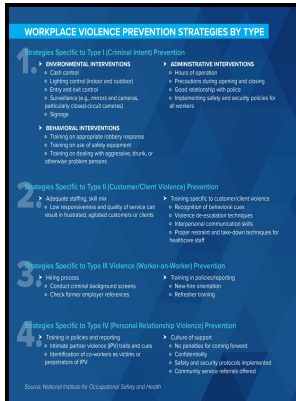 WORKPLACE VIOLENCE PREVENTION STRATEGIES BY TYPE
1.
Strategies Specific to Type I (Criminal Intent) Prevention
➤ ENVIRONMENTAL INTERVENTIONS
○ Cash control
○ Lighting control (indoor and outdoor)
○ Entry and exit control
○ Surveillance (e.g., mirrors and cameras,
particularly closed-circuit cameras)
○ Signage
➤ BEHAVIORAL INTERVENTIONS
○ Training on appropriate robbery response
○ Training on use of safety equipment
○ Training on dealing with aggressive, drunk, or
otherwise problem persons
➤ ADMINISTRATIVE INTERVENTIONS
○ Hours of operation
○ Precautions during opening and closing
○ Good relationship with police
○ Implementing safety and security policies for
all workers
2.
Strategies Specific to Type II (Customer/Client Violence) Prevention
➤ Adequate staffing, skill mix
○ Low responsiveness and quality of service can
result in frustrated, agitated customers or clients
➤ Training specific to customer/client violence
○ Recognition of behavioral cues
○ Violence de-escalation techniques
○ Interpersonal communication skills
○ Proper restraint and take-down techniques for
healthcare staff
3.
Strategies Specific to Type III Violence (Worker-on-Worker) Prevention
➤ Hiring process
○ Conduct criminal background screens
○ Check former employer references
➤ Training in policies/reporting
○ New-hire orientation
○ Refresher training
4.
Strategies Specific to Type IV (Personal Relationship Violence) Prevention
➤ Training in policies and reporting
○ Intimate partner violence (IPV) traits and cues
○ Identification of co-workers as victims or
perpetrators of IPV
➤ Culture of support
○ No penalties for coming forward
○ Confidentiality
○ Safety and security protocols implemented
○ Community service referrals offered
Source: National Institute for Occupational Safety and Health